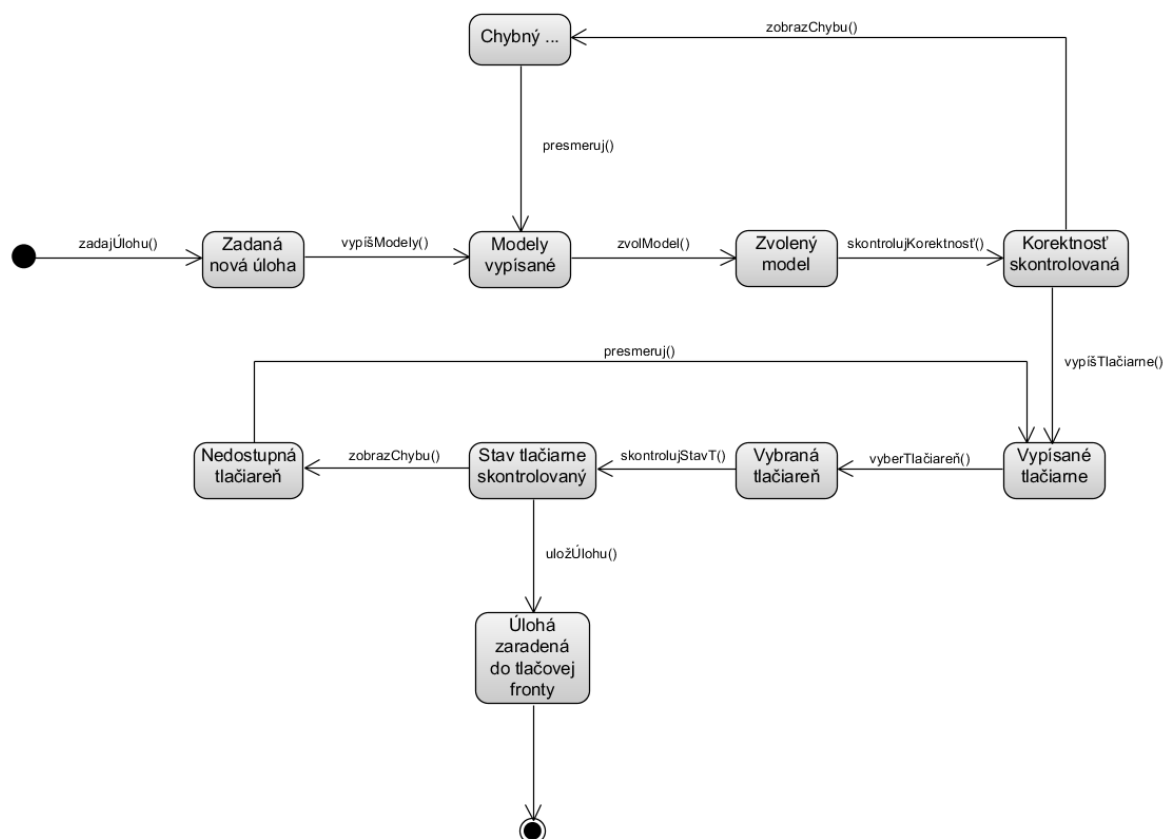 Chybný ...
zobrazChybu()
presmeruj()
zadajÚlohu()
Zadaná
nová úloha
vypíšModely()
Modely
vypísané
zvolModel()
Zvolený
model
skontrolujKorektnosť()
Korektnosť
skontrolovaná
presmeruj()
vypíšTlačiarne()
Nedostupná
tlačiareň
zobrazChybu()
Stav tlačiarne
skontrolovaný
skontrolujStavT()
Vybraná
tlačiareň
vyberTlačiareň()
Vypísané
tlačiarne
uložÚlohu()
Úlohá
zaradená
do tlačovej
fronty